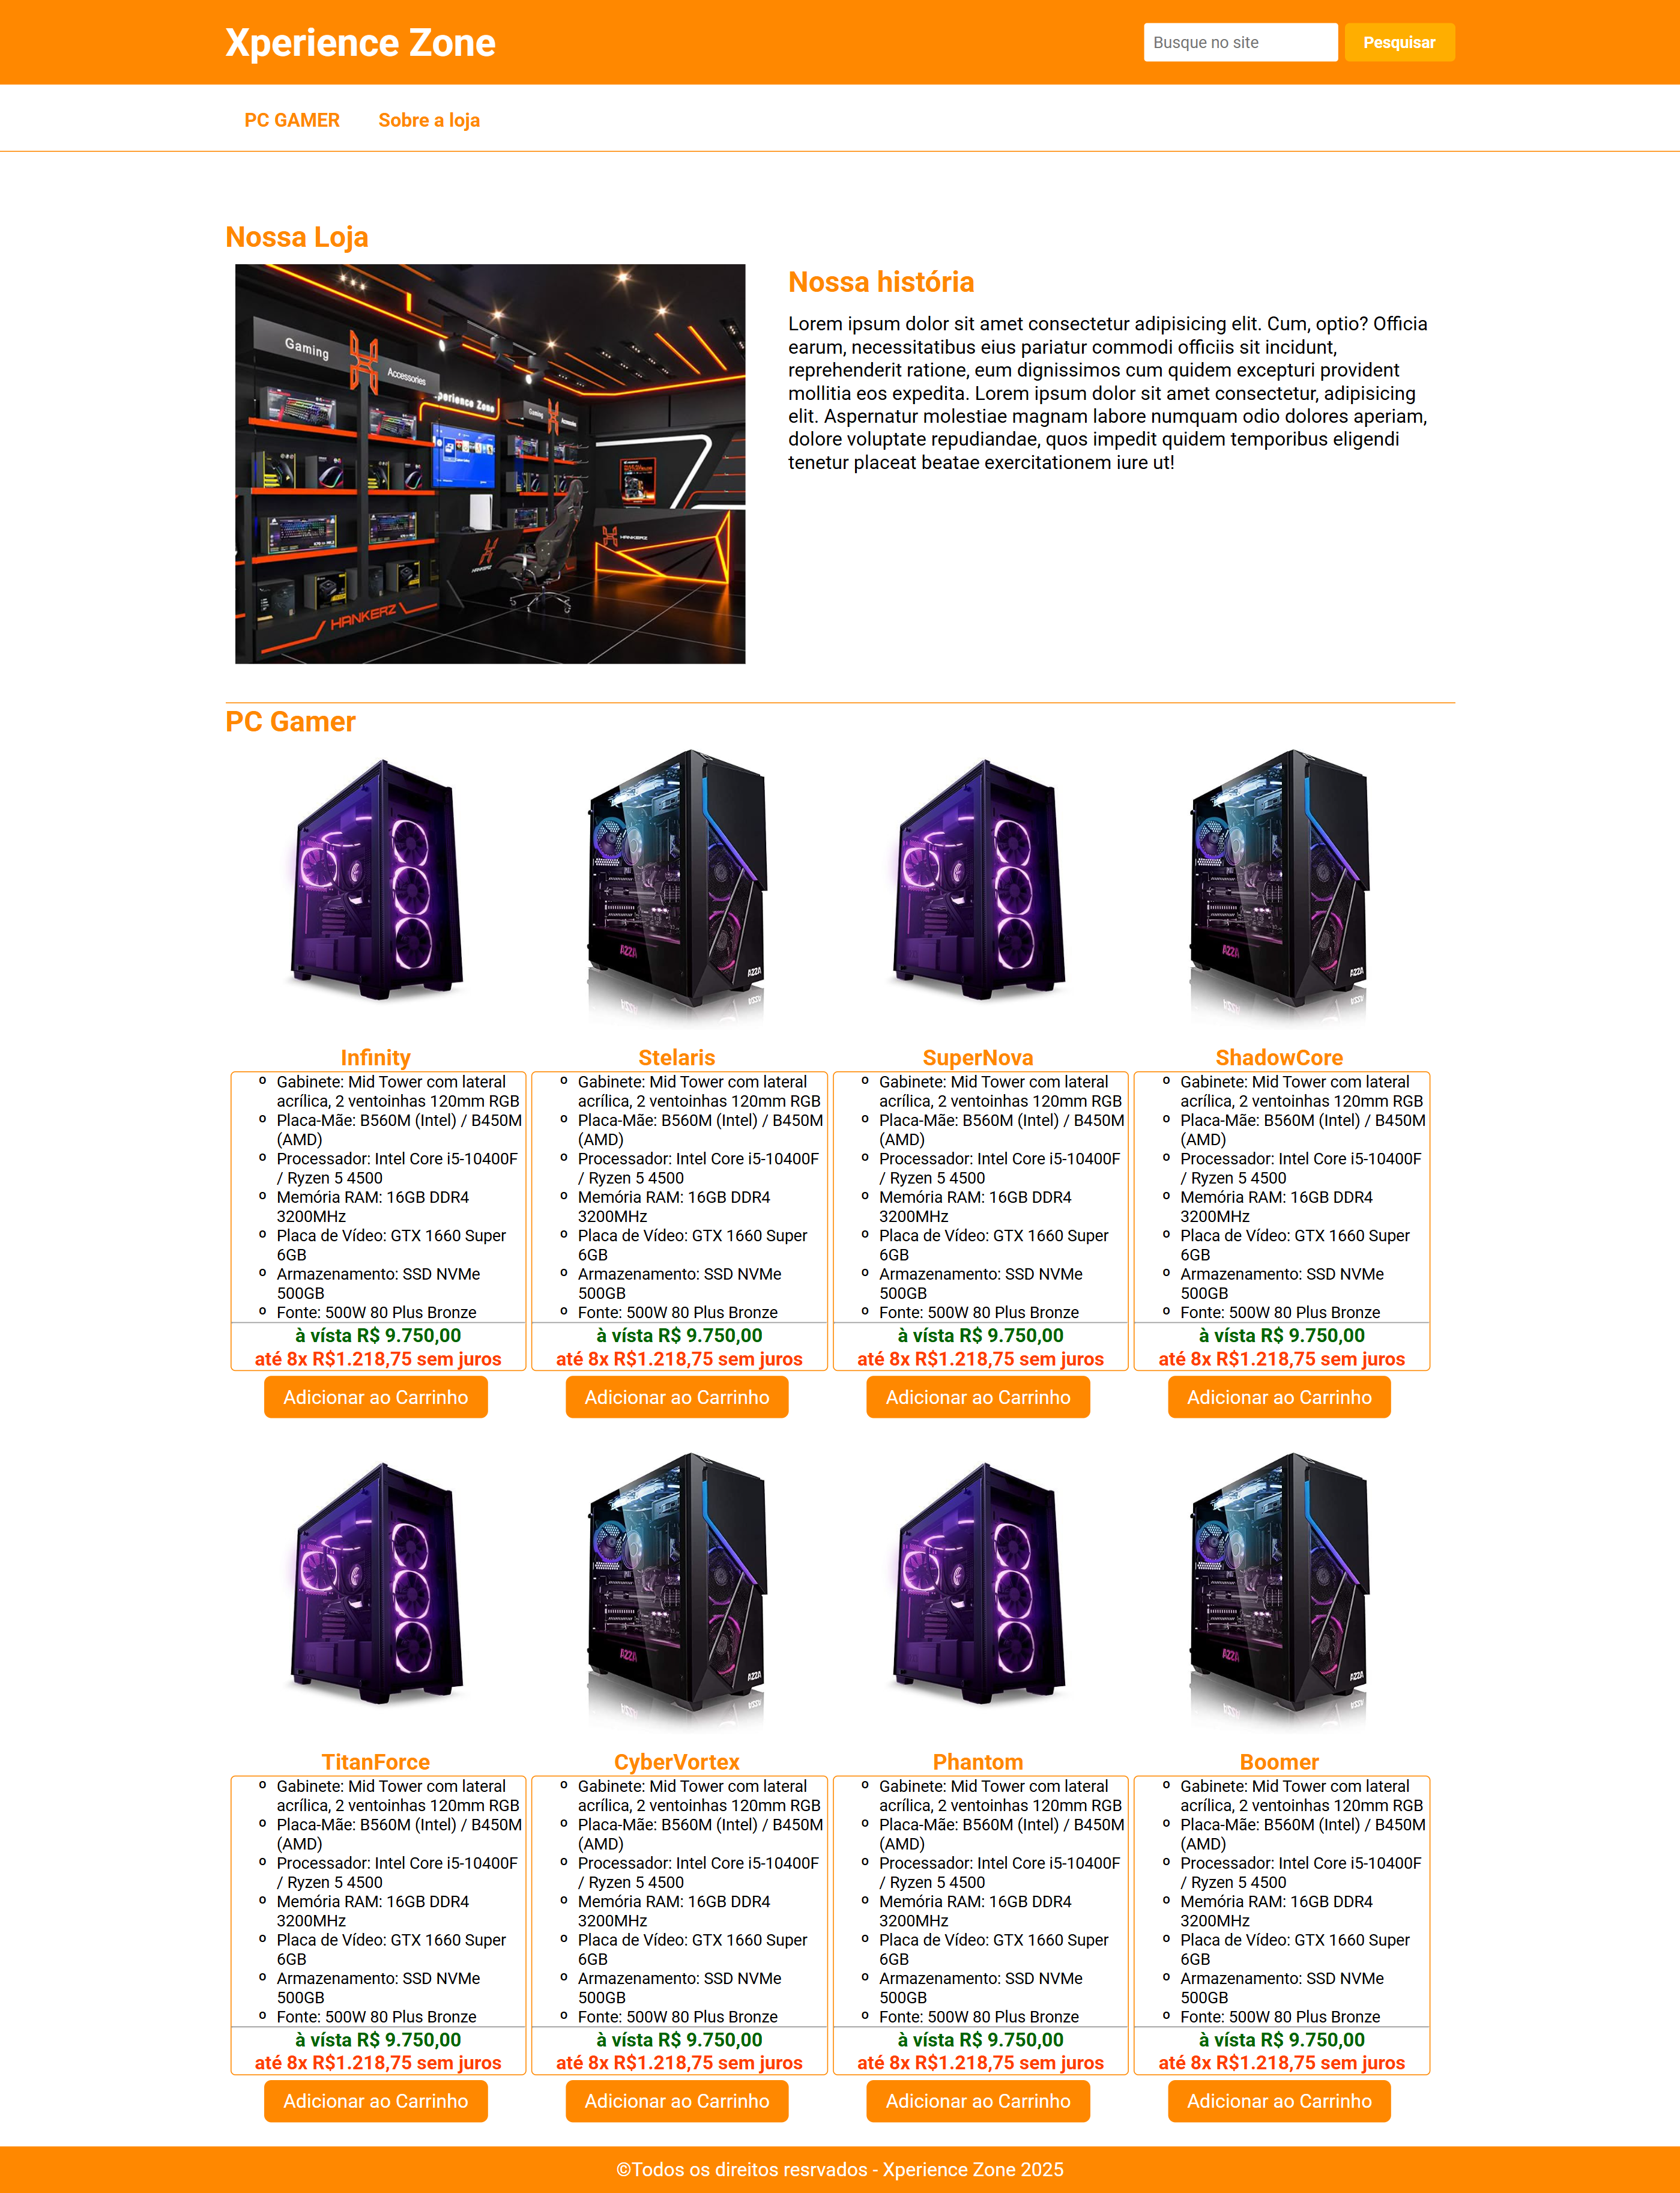 Xperience Zone
Busque no site
Pesquisar
PC GAMER
Sobre a loja
Nossa Loja
Gaming
Accessories
perience Zone
Gaming
HANKERZ
HANKERZ
HANKERZ
Nossa história
Lorem ipsum dolor sit amet consectetur adipisicing elit. Cum, optio? Officia
earum, necessitatibus eius pariatur commodi officiis sit incidunt,
reprehenderit ratione, eum dignissimos cum quidem excepturi provident
mollitia eos expedita. Lorem ipsum dolor sit amet consectetur, adipisicing
elit. Aspernatur molestiae magnam labore numquam odio dolores aperiam,
dolore voluptate repudiandae, quos impedit quidem temporibus eligendi
tenetur placeat beatae exercitationem iure ut!
PC Gamer
AZZA
AZZA
AZZA
AZZA
Infinity
Gabinete: Mid Tower com lateral
acrílica, 2 ventoinhas 120mm RGB
Placa-Mãe: B560M (Intel) / B450M
(AMD)
Processador: Intel Core i5-10400F
/ Ryzen 5 4500
Memória RAM: 16GB DDR4
3200MHz
Placa de Vídeo: GTX 1660 Super
6GB
Armazenamento: SSD NVMe
500GB
Fonte: 500W 80 Plus Bronze
à vísta R$ 9.750,00
até 8x R$1.218,75 sem juros
Adicionar ao Carrinho
Stelaris
Gabinete: Mid Tower com lateral
acrílica, 2 ventoinhas 120mm RGB
Placa-Mãe: B560M (Intel) / B450M
(AMD)
Processador: Intel Core i5-10400F
/ Ryzen 5 4500
Memória RAM: 16GB DDR4
3200MHz
Placa de Vídeo: GTX 1660 Super
6GB
Armazenamento: SSD NVMe
500GB
Fonte: 500W 80 Plus Bronze
à vísta R$ 9.750,00
até 8x R$1.218,75 sem juros
Adicionar ao Carrinho
SuperNova
Gabinete: Mid Tower com lateral
acrílica, 2 ventoinhas 120mm RGB
Placa-Mãe: B560M (Intel) / B450M
(AMD)
Processador: Intel Core i5-10400F
/ Ryzen 5 4500
Memória RAM: 16GB DDR4
3200MHz
Placa de Vídeo: GTX 1660 Super
6GB
Armazenamento: SSD NVMe
500GB
Fonte: 500W 80 Plus Bronze
à vísta R$ 9.750,00
até 8x R$1.218,75 sem juros
Adicionar ao Carrinho
ShadowCore
Gabinete: Mid Tower com lateral
acrílica, 2 ventoinhas 120mm RGB
Placa-Mãe: B560M (Intel) / B450M
(AMD)
Processador: Intel Core i5-10400F
/ Ryzen 5 4500
Memória RAM: 16GB DDR4
3200MHz
Placa de Vídeo: GTX 1660 Super
6GB
Armazenamento: SSD NVMe
500GB
Fonte: 500W 80 Plus Bronze
à vísta R$ 9.750,00
até 8x R$1.218,75 sem juros
Adicionar ao Carrinho
AZZA
AZZA
AZZA
AZZA
TitanForce
Gabinete: Mid Tower com lateral
acrílica, 2 ventoinhas 120mm RGB
Placa-Mãe: B560M (Intel) / B450M
(AMD)
Processador: Intel Core i5-10400F
/ Ryzen 5 4500
Memória RAM: 16GB DDR4
3200MHz
Placa de Vídeo: GTX 1660 Super
6GB
Armazenamento: SSD NVMe
500GB
Fonte: 500W 80 Plus Bronze
à vísta R$ 9.750,00
até 8x R$1.218,75 sem juros
Adicionar ao Carrinho
CyberVortex
Gabinete: Mid Tower com lateral
acrílica, 2 ventoinhas 120mm RGB
Placa-Mãe: B560M (Intel) / B450M
(AMD)
Processador: Intel Core i5-10400F
/ Ryzen 5 4500
Memória RAM: 16GB DDR4
3200MHz
Placa de Vídeo: GTX 1660 Super
6GB
Armazenamento: SSD NVMe
500GB
Fonte: 500W 80 Plus Bronze
à vísta R$ 9.750,00
até 8x R$1.218,75 sem juros
Adicionar ao Carrinho
Phantom
Gabinete: Mid Tower com lateral
acrílica, 2 ventoinhas 120mm RGB
Placa-Mãe: B560M (Intel) / B450M
(AMD)
Processador: Intel Core i5-10400F
/ Ryzen 5 4500
Memória RAM: 16GB DDR4
3200MHz
Placa de Vídeo: GTX 1660 Super
6GB
Armazenamento: SSD NVMe
500GB
Fonte: 500W 80 Plus Bronze
à vísta R$ 9.750,00
até 8x R$1.218,75 sem juros
Adicionar ao Carrinho
Boomer
Gabinete: Mid Tower com lateral
acrílica, 2 ventoinhas 120mm RGB
Placa-Mãe: B560M (Intel) / B450M
(AMD)
Processador: Intel Core i5-10400F
/ Ryzen 5 4500
Memória RAM: 16GB DDR4
3200MHz
Placa de Vídeo: GTX 1660 Super
6GB
Armazenamento: SSD NVMe
500GB
Fonte: 500W 80 Plus Bronze
à vísta R$ 9.750,00
até 8x R$1.218,75 sem juros
Adicionar ao Carrinho
©Todos os direitos resrvados - Xperience Zone 2025